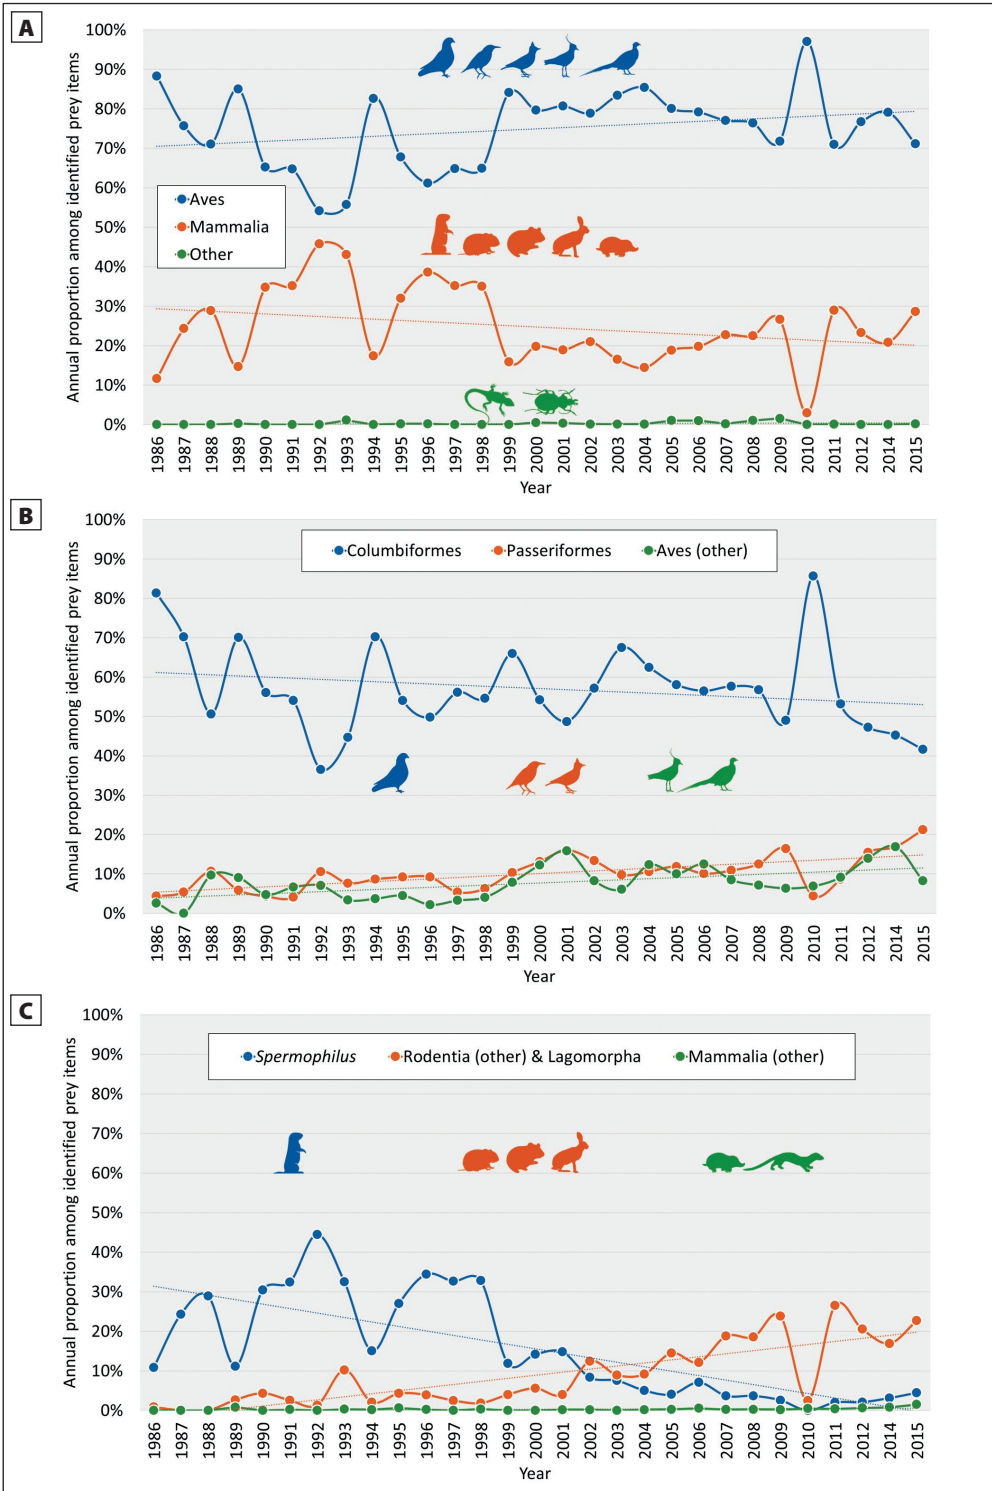 A
Annual proportion among identified prey items
100%
90%
80%
70%
60%
50%
40%
30%
20%
10%
0%
Aves
Mammalia
Other
1986 1987 1988 1989 1990 1991 1992 1993 1994 1995 1996 1997 1998 1999 2000 2001 2002 2003 2004 2005 2006 2007 2008 2009 2010 2011 2012 2014 2015
Year
B
Annual proportion among identified prey items
100%
90%
80%
70%
60%
50%
40%
30%
20%
10%
0%
Columbiformes Passeriformes Aves (other)
1986 1987 1988 1989 1990 1991 1992 1993 1994 1995 1996 1997 1998 1999 2000 2001 2002 2003 2004 2005 2006 2007 2008 2009 2010 2011 2012 2014 2015
Year
C
Annual proportion among identified prey items
100%
90%
80%
70%
60%
50%
40%
30%
20%
10%
0%
Spermophilus Rodentia (other) & Lagomorpha Mammalia (other)
1986 1987 1988 1989 1990 1991 1992 1993 1994 1995 1996 1997 1998 1999 2000 2001 2002 2003 2004 2005 2006 2007 2008 2009 2010 2011 2012 2014 2015
Year